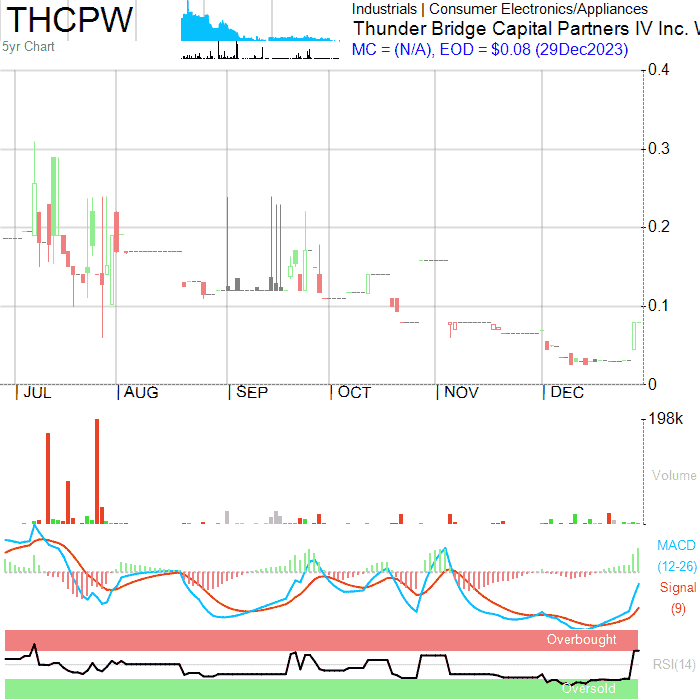 THCPW
5yr Chart
Industrials | Consumer Electronics/Appliances
Thunder Bridge Capital Partners IV Inc. W
MC = (N/A), EOD = $0.08 (29Dec2023)
0.4
0.3
0.2
0.1
0
JUL AUG SEP OCT NOV DEC
198k
Volume
MACD
(12-26)
Signal
(9)
Overbought
RSI(14)
Oversold